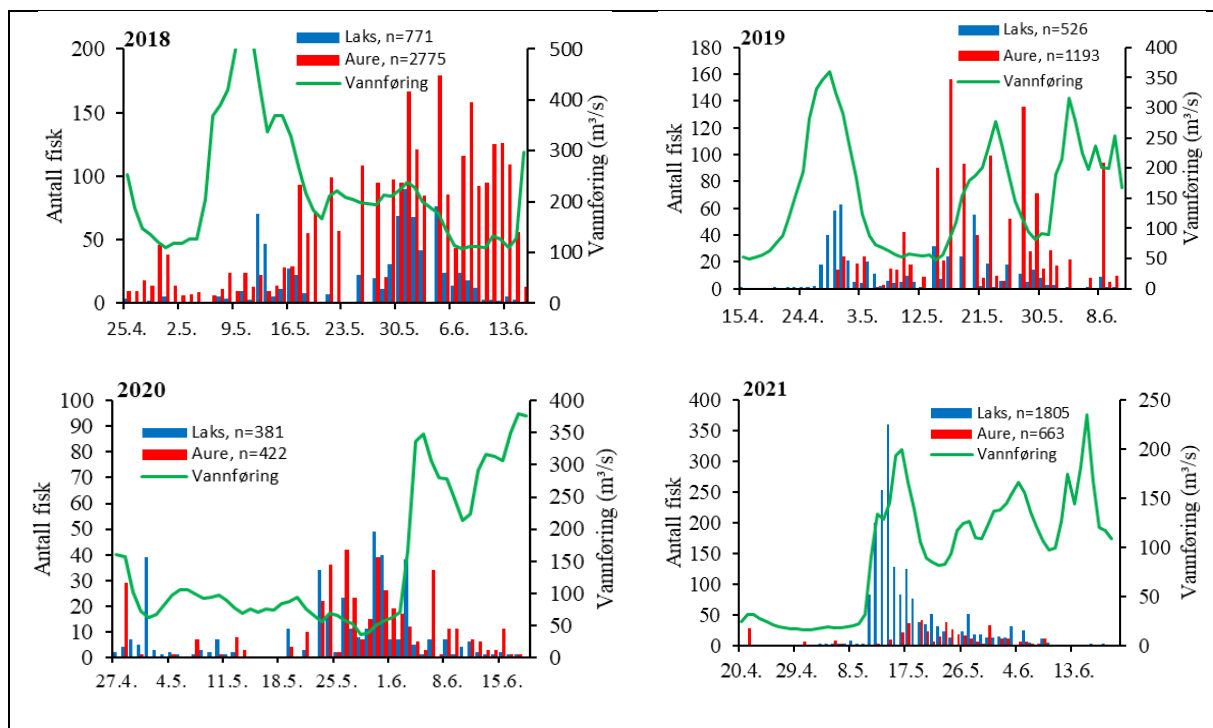 2018
Laks, n=771
Aure, n=2775
Vannføring
Antall fisk
Vannføring (m³/s)
200
150
100
50
0
500
400
300
200
100
0
25.4. 2.5. 9.5. 16.5. 23.5. 30.5. 6.6. 13.6.
2019
Laks, n=526
Aure, n=1193
Vannføring
Antall fisk
Vannføring (m³/s)
180
160
140
120
100
80
60
40
20
0
400
350
300
250
200
150
100
50
0
15.4. 24.4. 3.5. 12.5. 21.5. 30.5. 8.6.
2020
Laks, n=381
Aure, n=422
Vannføring
Antall fisk
Vannføring (m³/s)
100
90
80
70
60
50
40
30
20
10
0
400
350
300
250
200
150
100
50
0
27.4. 4.5. 11.5. 18.5. 25.5. 1.6. 8.6. 15.6.
2021
Laks, n=1805
Aure, n=663
Vannføring
Antall fisk
Vannføring (m³/s)
400
350
300
250
200
150
100
50
0
250
200
150
100
50
0
20.4. 29.4. 8.5. 17.5. 26.5. 4.6. 13.6.